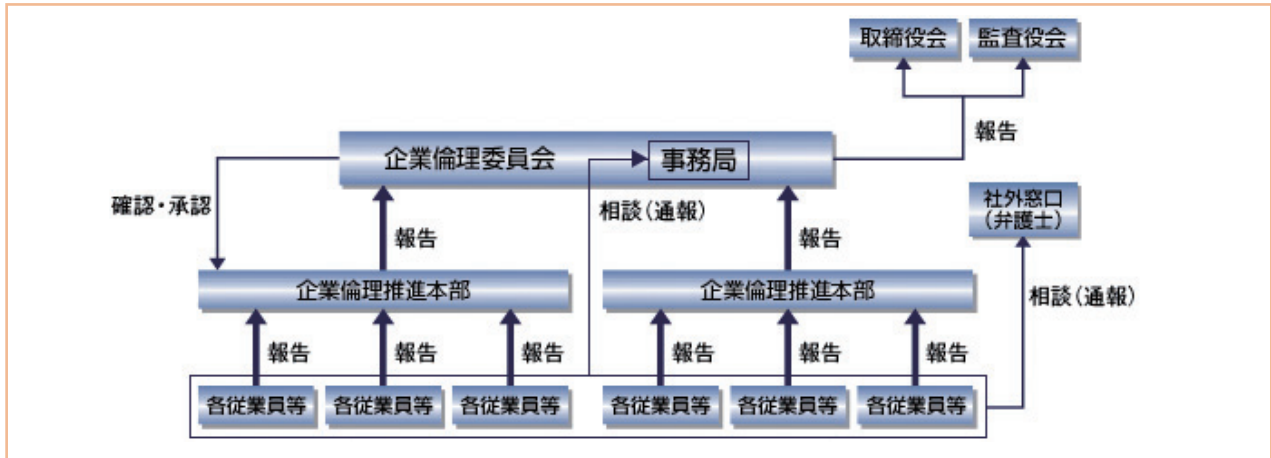 取締役会
監査役会
報告
企業倫理委員会
事務局
確認・承認
相談（通報）
社外窓口
（弁護士）
報告
報告
企業倫理推進本部
企業倫理推進本部
相談（通報）
報告
報告
報告
報告
報告
報告
各従業員等
各従業員等
各従業員等
各従業員等
各従業員等
各従業員等